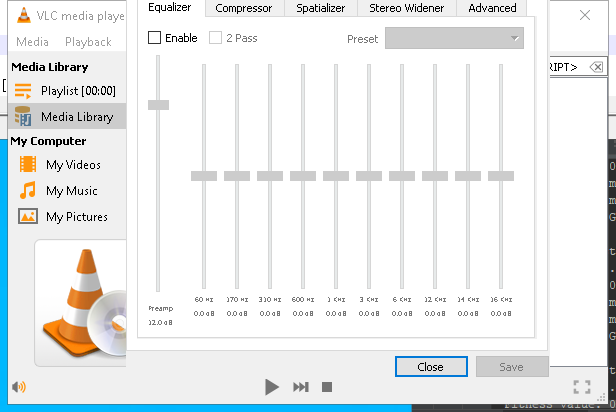 VLC media playe
Equalizer Compressor Spatializer Stereo Widener Advanced
Media Playback
Enable 2 Pass Preset
Media Library
RIPT>
Playlist [00:00]
Media Library
My Computer
My Videos
My Music
My Pictures
60 Hz 170 Hz 310 Hz 600 Hz 1 KHz 3 KHz 6 KHz 12 KHz 14 KHz 16 KHz
Preamp
0.0 dB 0.0 dB 0.0 dB 0.0 dB 0.0 dB 0.0 dB 0.0 dB 0.0 dB 0.0 dB 0.0 dB
12.0 dB
Close Save